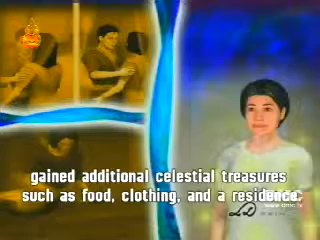 gained additional celestial treasures
such as food, clothing, and a residence.